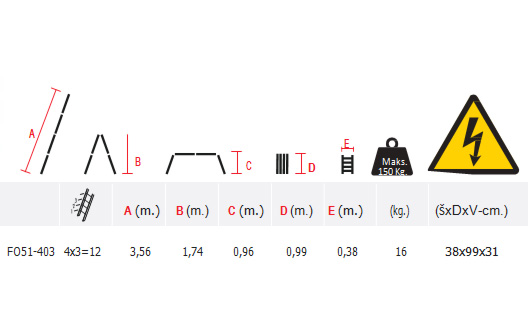 A
B
C
D
E
Maks.
150 Kg.
A (m.) B (m.) C (m.) D (m.) E (m.) (kg.) (ŠxDxV-cm.)
FO51-403 4x3=12 3,56 1,74 0,96 0,99 0,38 16 38x99x31